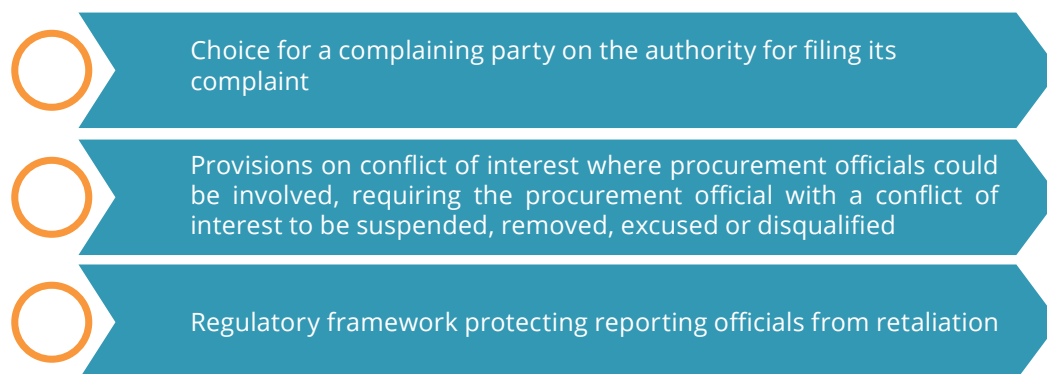 Choice for a complaining party on the authority for filing its
complaint
Provisions on conflict of interest where procurement officials could
be involved, requiring the procurement official with a conflict of
interest to be suspended, removed, excused or disqualified
Regulatory framework protecting reporting officials from retaliation